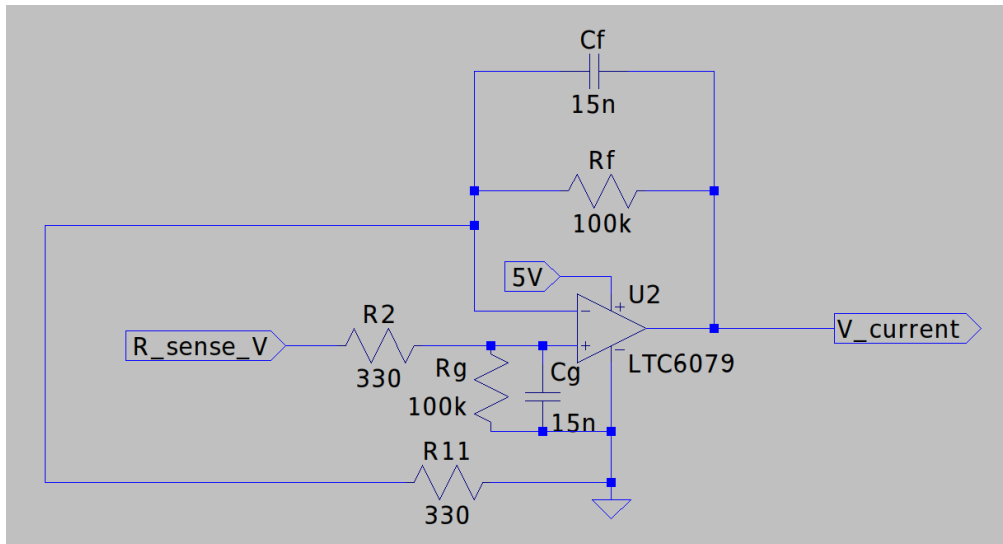 Cf
15n
Rf
100k
5V
U2
+
−
R2
R_sense_V
330
+
−
LTC6079
V_current
Rg
100k
Cg
15n
R11
330